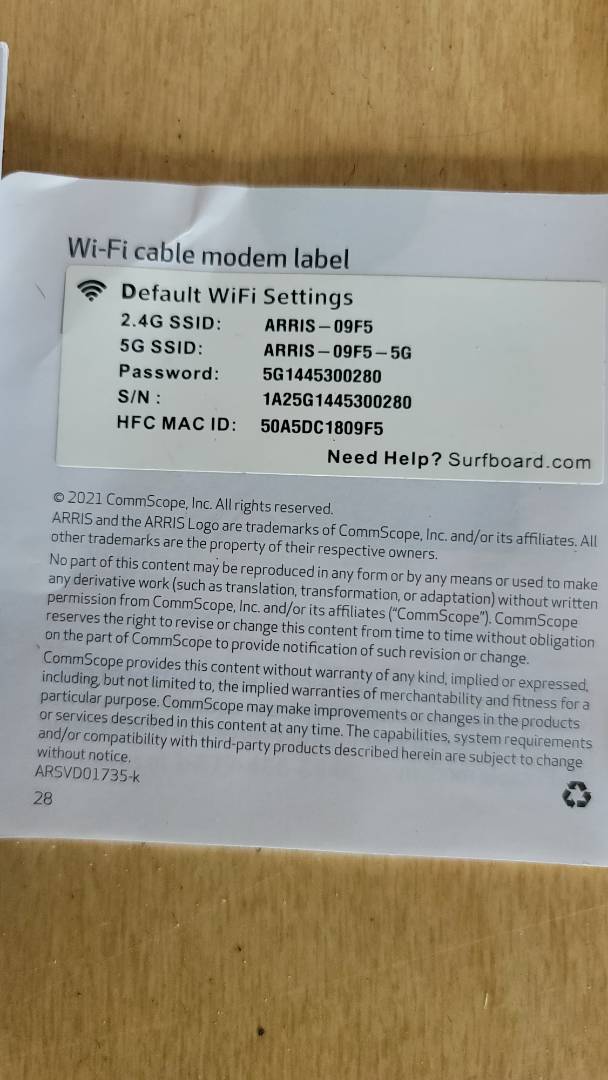 Wi-Fi cable modem label
Default WiFi Settings
2.4G SSID: ARRIS-09F5
5G SSID: ARRIS-09F5-5G
Password: 5G1445300280
S/N : 1A25G1445300280
HFC MAC ID: 50A5DC1809F5
Need Help? Surfboard.com
© 2021 CommScope, Inc. All rights reserved.
ARRIS and the ARRIS Logo are trademarks of CommScope, Inc. and/or its affiliates. All
other trademarks are the property of their respective owners.
No part of this content may be reproduced in any form or by any means or used to make
any derivative work (such as translation, transformation, or adaptation) without written
permission from CommScope, Inc. and/or its affiliates (“CommScope”). CommScope
reserves the right to revise or change this content from time to time without obligation
on the part of CommScope to provide notification of such revision or change.
CommScope provides this content without warranty of any kind, implied or expressed,
including, but not limited to, the implied warranties of merchantability and fitness for a
particular purpose. CommScope may make improvements or changes in the products
or services described in this content at any time. The capabilities, system requirements
and/or compatibility with third-party products described herein are subject to change
without notice.
ARSVD01735-k
28